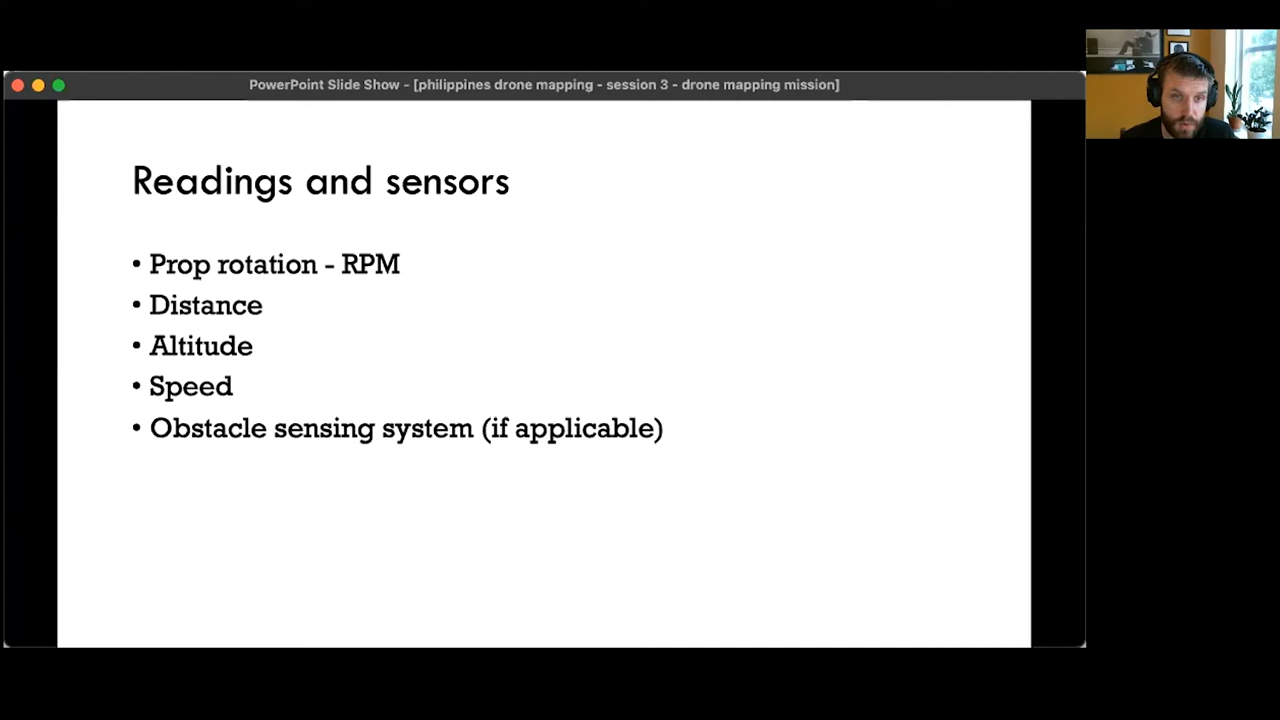 PowerPoint Slide Show - [philippines drone mapping - session 3 - drone mapping mission]
Readings and sensors
• Prop rotation - RPM
• Distance
• Altitude
• Speed
• Obstacle sensing system (if applicable)